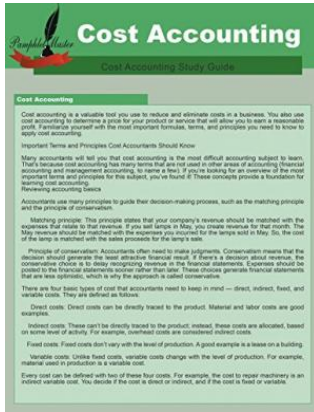 Pamphlet Master
Cost Accounting
Cost Accounting Study Guide
Cost Accounting
Cost accounting is a valuable tool you use to reduce and eliminate costs in a business. You also use
cost accounting to determine a price for your product or service that will allow you to earn a reasonable
profit. Familiarize yourself with the most important formulas, terms, and principles you need to know to
apply cost accounting.
Important Terms and Principles Cost Accountants Should Know
Many accountants will tell you that cost accounting is the most difficult accounting subject to learn.
That's because cost accounting has many terms that are not used in other areas of accounting (financial
accounting and management accounting, to name a few). If you're looking for an overview of the most
important terms and principles for this subject, you've found it! These concepts provide a foundation for
learning cost accounting.
Reviewing accounting basics
Accountants use many principles to guide their decision-making process, such as the matching principle
and the principle of conservatism.
Matching principle: This principle states that your company's revenue should be matched with the
expenses that relate to that revenue. If you sell lamps in May, you create revenue for that month. The
May revenue should be matched with the expenses you incurred for the lamps sold in May. So, the cost
of the lamp is matched with the sales proceeds for the lamp's sale.
Principle of conservatism: Accountants often need to make judgments. Conservatism means that the
decision should generate the least attractive financial result. If there's a decision about revenue, the
conservative choice is to delay recognizing revenue in the financial statements. Expenses should be
posted to the financial statements sooner rather than later. These choices generate financial statements
that are less optimistic, which is why the approach is called conservative.
There are four basic types of cost that accountants need to keep in mind — direct, indirect, fixed, and
variable costs. They are defined as follows:
Direct costs: Direct costs can be directly traced to the product. Material and labor costs are good
examples.
Indirect costs: These can't be directly traced to the product; instead, these costs are allocated, based
on some level of activity. For example, overhead costs are considered indirect costs.
Fixed costs: Fixed costs don't vary with the level of production. A good example is a lease on a building.
Variable costs: Unlike fixed costs, variable costs change with the level of production. For example,
material used in production is a variable cost.
Every cost can be defined with two of these four costs. For example, the cost to repair machinery is an
indirect variable cost. You decide if the cost is direct or indirect, and if the cost is fixed or variable.